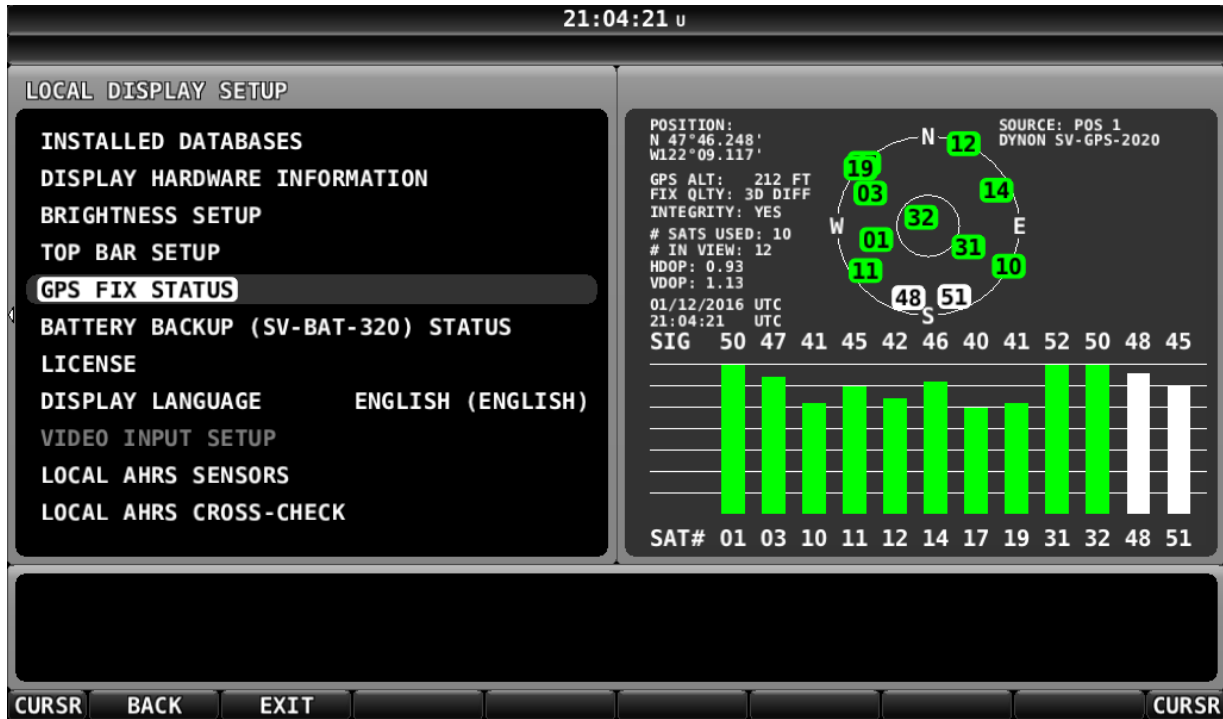 21:04:21 U
LOCAL DISPLAY SETUP
INSTALLED DATABASES
DISPLAY HARDWARE INFORMATION
BRIGHTNESS SETUP
TOP BAR SETUP
GPS FIX STATUS
BATTERY BACKUP (SV-BAT-320) STATUS
LICENSE
DISPLAY LANGUAGE ENGLISH (ENGLISH)
VIDEO INPUT SETUP
LOCAL AHRS SENSORS
LOCAL AHRS CROSS-CHECK
POSITION:
N 47°46.248'
W122°09.117'
GPS ALT: 212 FT
FIX QLTY: 3D DIFF
INTEGRITY: YES
# SATS USED: 10
# IN VIEW: 12
HDOP: 0.93
VDOP: 1.13
01/12/2016 UTC
21:04:21 UTC
SOURCE: POS 1
DYNON SV-GPS-2020
N
12
19
03
14
32
W
E
01
31
11
10
48
51
S
SIG 50 47 41 45 42 46 40 41 52 50 48 45
SAT# 01 03 10 11 12 14 17 19 31 32 48 51
CURSR BACK EXIT CURSR